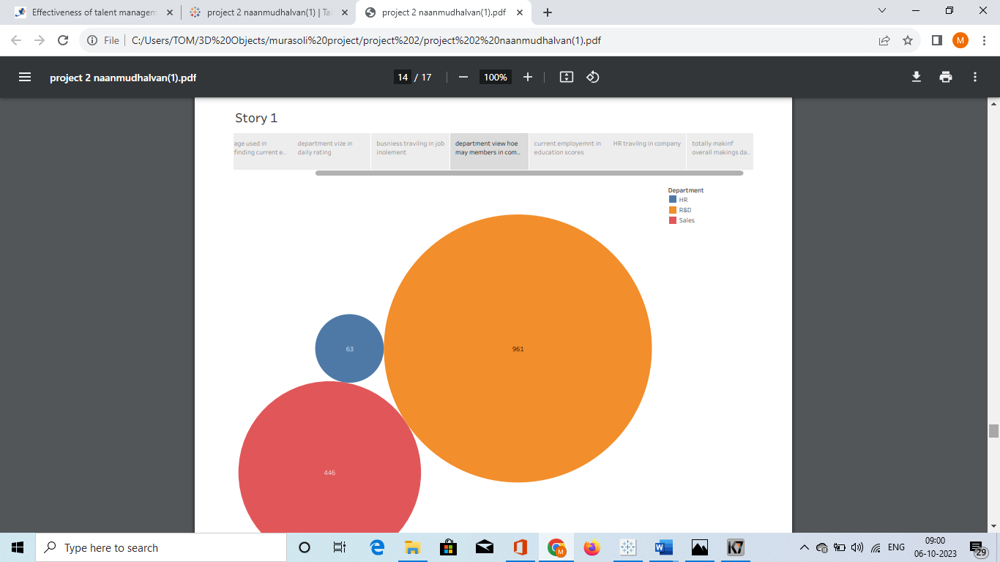 Effectiveness of talent managem
project 2 naanmudhalvan(1) | Tal
project 2 naanmudhalvan(1).pdf
File
C:/Users/TOM/3D%20Objects/murasoli%20project/project%202/project%202%20naanmudhalvan(1).pdf
M
project 2 naanmudhalvan(1).pdf
14 / 17
100%
Story 1
age used in
finding current e..
department vize in
daily rating
busniess travilng in job
inolement
department view hoe
may members in com..
current employemnt in
education scores
HR travilng in company
totally makinf
overall makings da..
Department
HR
R&D
Sales
961
63
446
Type here to search
M
W
K7
ENG
09:00
06-10-2023
29